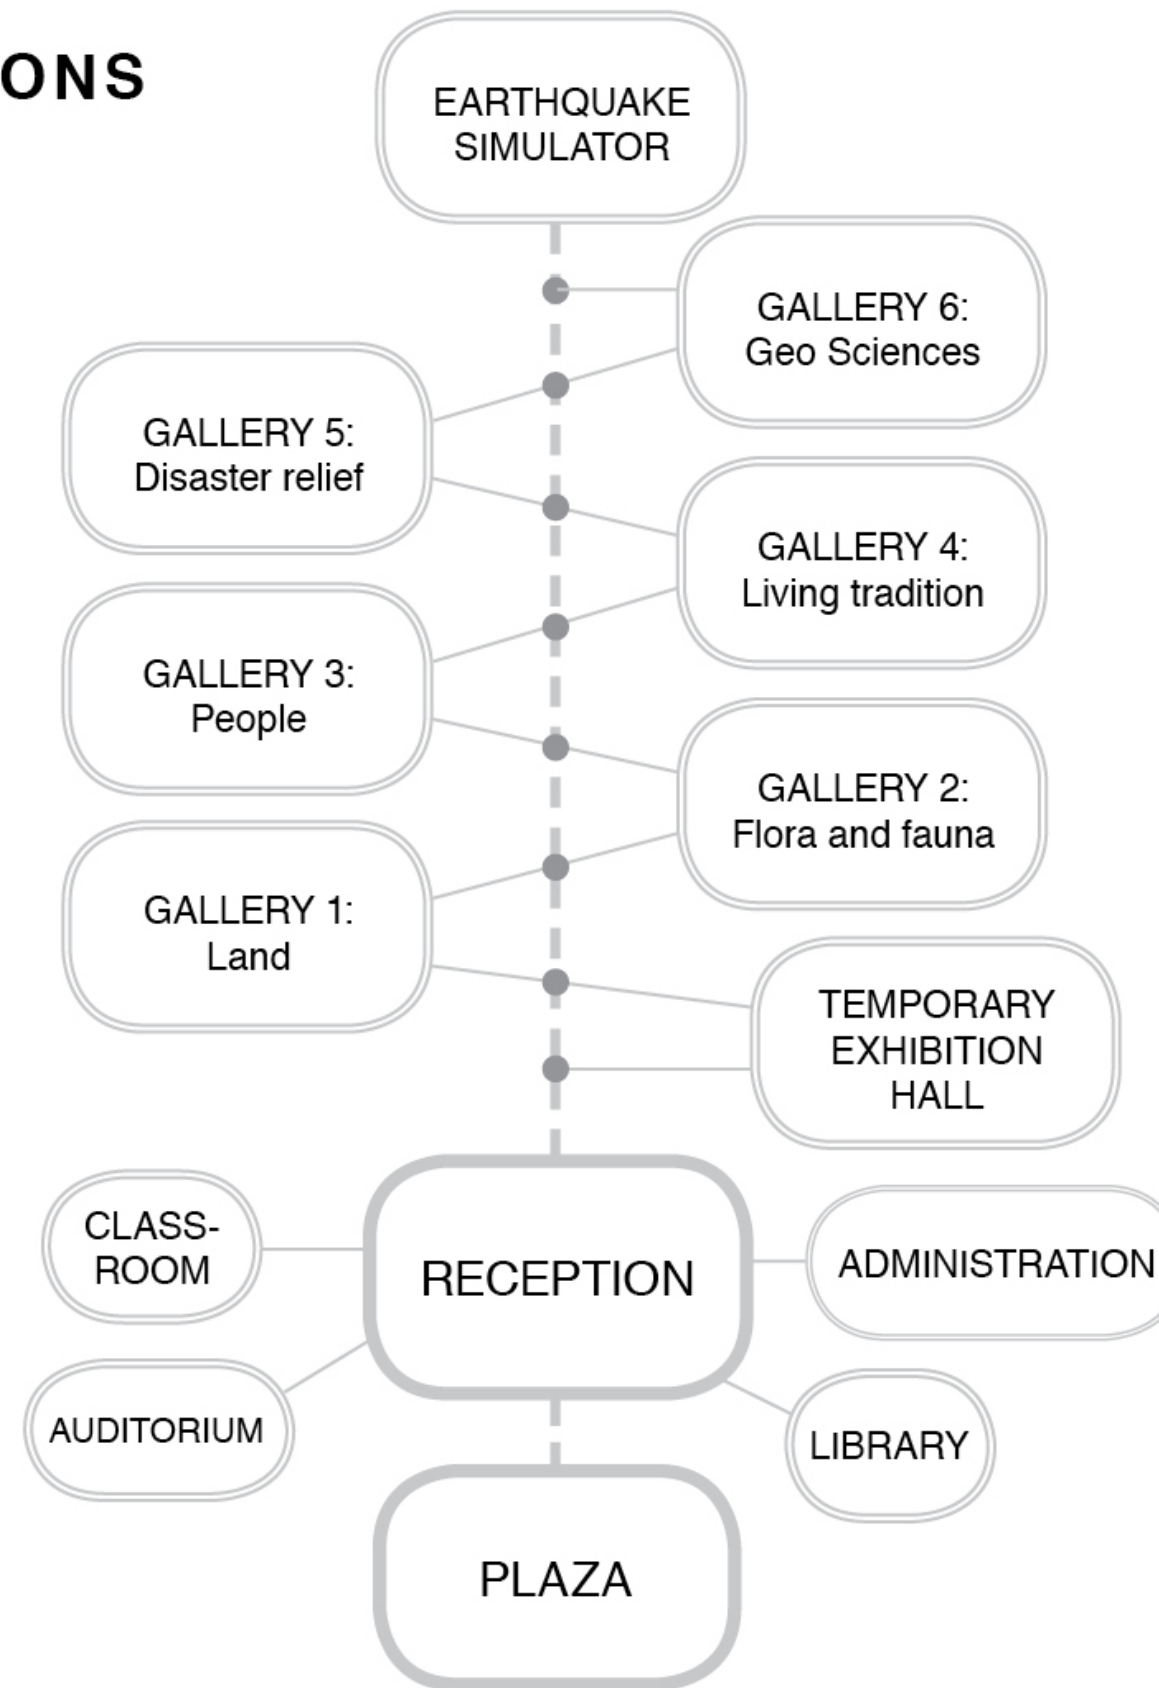 ONS
EARTHQUAKE
SIMULATOR
GALLERY 6:
Geo Sciences
GALLERY 5:
Disaster relief
GALLERY 4:
Living tradition
GALLERY 3:
People
GALLERY 2:
Flora and fauna
GALLERY 1:
Land
TEMPORARY
EXHIBITION
HALL
CLASS-
ROOM
RECEPTION
ADMINISTRATION
AUDITORIUM
LIBRARY
PLAZA